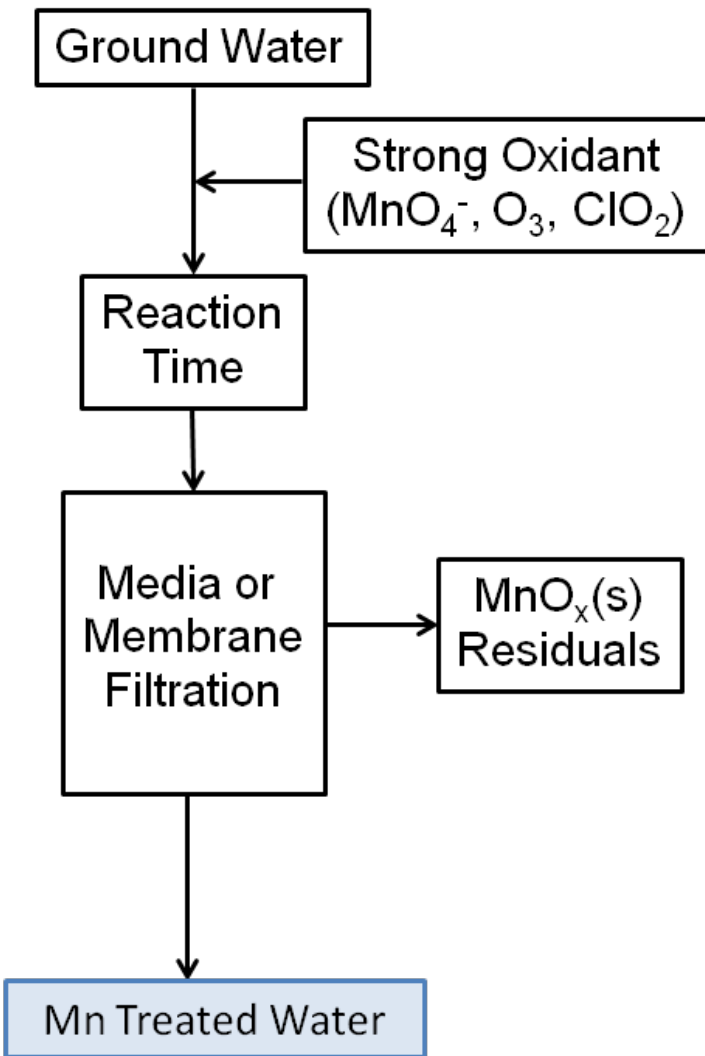 Ground Water
Strong Oxidant
(MnO₄⁻, O₃, ClO₂)
Reaction
Time
Media or
Membrane
Filtration
MnOₓ(s)
Residuals
Mn Treated Water